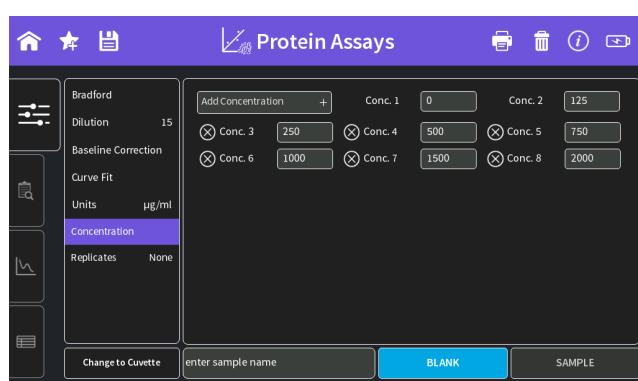 Protein Assays
i
Bradford
Dilution 15
Baseline Correction
Curve Fit
Units µg/ml
Concentration
Replicates None
Add Concentration + Conc. 1 0 Conc. 2 125
Conc. 3 250 Conc. 4 500 Conc. 5 750
Conc. 6 1000 Conc. 7 1500 Conc. 8 2000
Change to Cuvette enter sample name BLANK SAMPLE